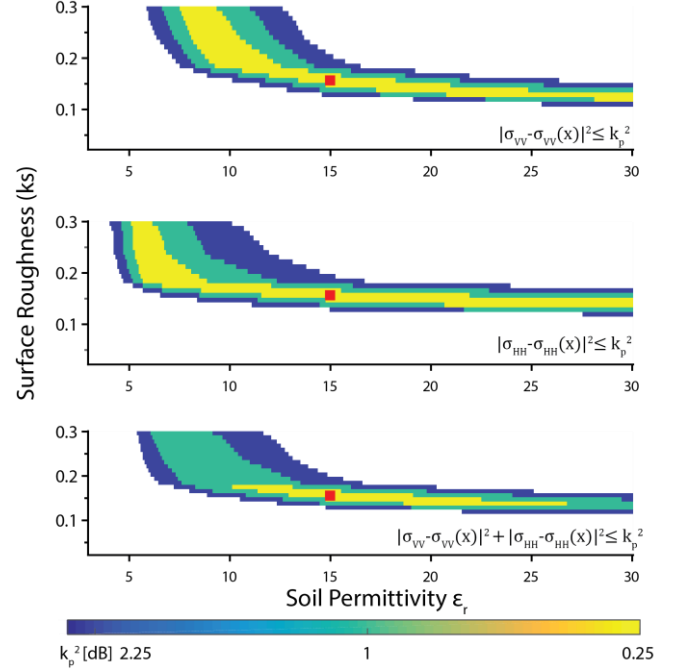 0.3
0.2
0.1
5 10 15 20 25 30
|σVV-σVV(x)|²≤ kp²
0.3
0.2
0.1
5 10 15 20 25 30
|σHH-σHH(x)|²≤ kp²
Surface Roughness (ks)
0.3
0.2
0.1
5 10 15 20 25 30
|σVV-σVV(x)|²+|σHH-σHH(x)|²≤ kp²
Soil Permittivity εr
kp² [dB] 2.25 1 0.25